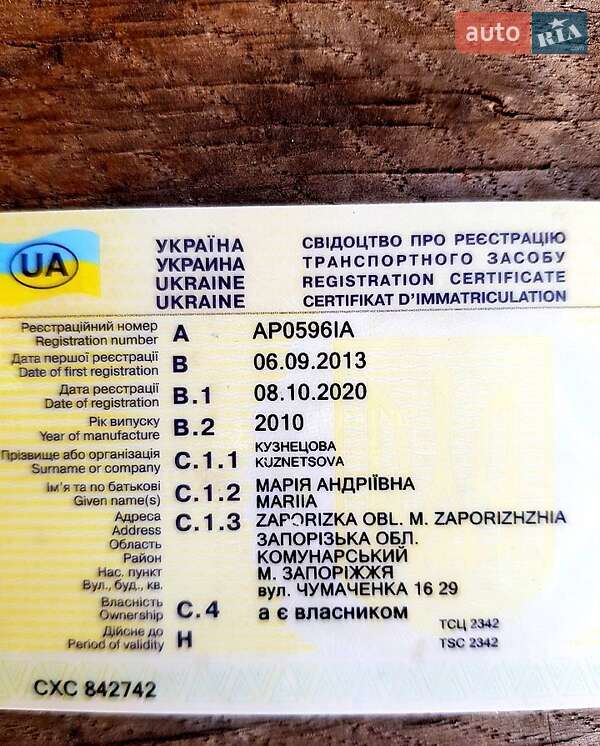 auto RIA .com
UA
УКРАЇНА
УКРАИНА
UKRAINE
UKRAINE
СВІДОЦТВО ПРО РЕЄСТРАЦІЮ
ТРАНСПОРТНОГО ЗАСОБУ
REGISTRATION CERTIFICATE
CERTIFIKAT D'IMMATRICULATION
Реєстраційний номер
Registration number
A
AP0596IA
Дата першої реєстрації
Date of first registration
B
06.09.2013
Дата реєстрації
Date of registration
B.1
08.10.2020
Рік випуску
Year of manufacture
B.2
2010
Прізвище або організація
Surname or company
C.1.1
КУЗНЕЦОВА
KUZNETSOVA
Ім'я та по батькові
Given name(s)
C.1.2
МАРІЯ АНДРІЇВНА
MARIIA
Адреса
Address
C.1.3
ZAPORIZKA OBL. M. ZAPORIZHZHIA
Область
ЗАПОРІЗЬКА ОБЛ.
Район
КОМУНАРСЬКИЙ
Нас. пункт
М. ЗАПОРІЖЖЯ
Вул., буд., кв.
вул. ЧУМАЧЕНКА 16 29
Власність
Ownership
C.4
а є власником
Дійсне до
Period of validity
H
ТСЦ 2342
TSC 2342
CXC 842742